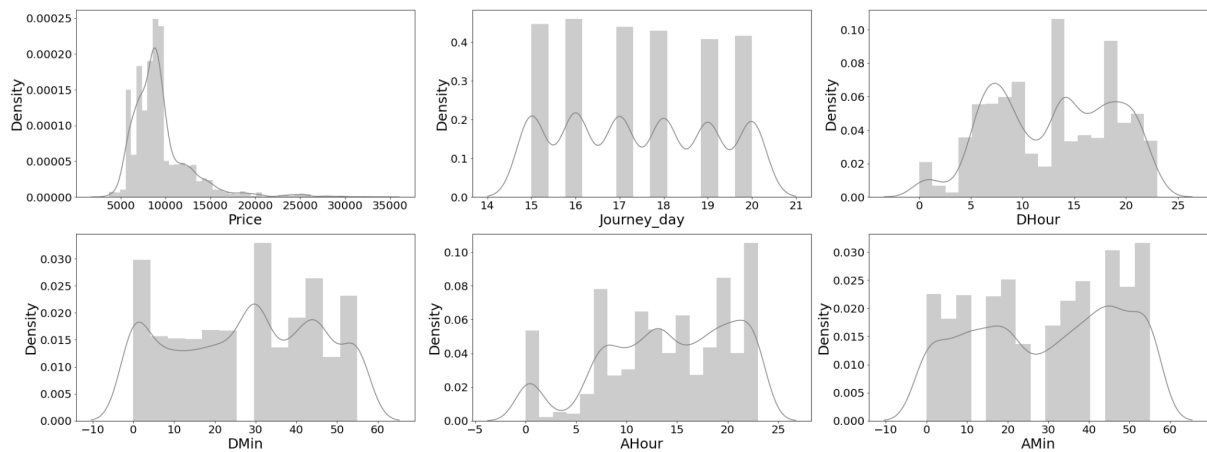 0.00025
0.00020
0.00015
0.00010
0.00005
0.00000
Density
5000 10000 15000 20000 25000 30000 35000
Price
0.4
0.3
0.2
0.1
0.0
Density
14 15 16 17 18 19 20 21
Journey_day
0.10
0.08
0.06
0.04
0.02
0.00
Density
0 5 10 15 20 25
DHour
0.030
0.025
0.020
0.015
0.010
0.005
0.000
Density
−10 0 10 20 30 40 50 60
DMin
0.10
0.08
0.06
0.04
0.02
0.00
Density
−5 0 5 10 15 20 25
AHour
0.030
0.025
0.020
0.015
0.010
0.005
0.000
Density
−10 0 10 20 30 40 50 60
AMin